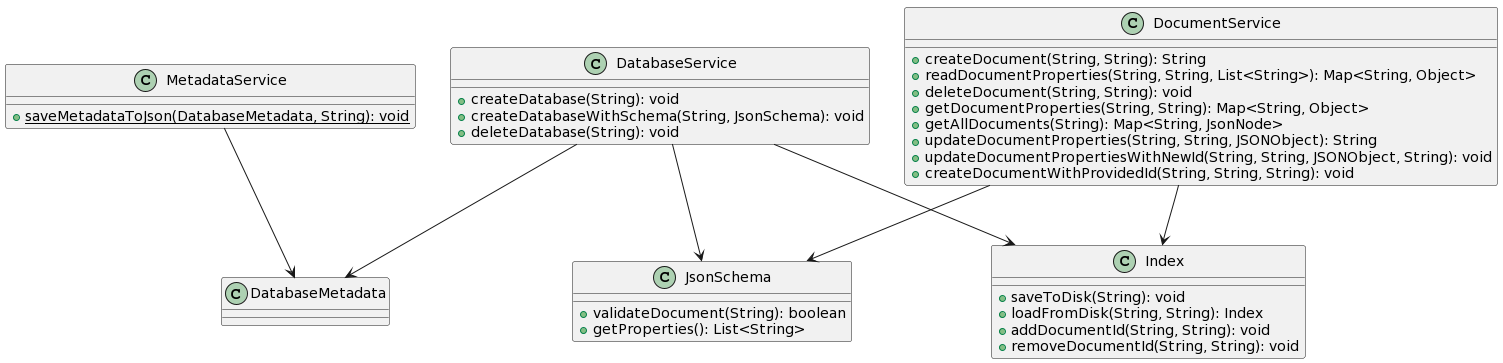 C MetadataService
saveMetadataToJson(DatabaseMetadata, String): void
C DatabaseService
createDatabase(String): void
createDatabaseWithSchema(String, JsonSchema): void
deleteDatabase(String): void
C DocumentService
createDocument(String, String): String
readDocumentProperties(String, String, List<String>): Map<String, Object>
deleteDocument(String, String): void
getDocumentProperties(String, String): Map<String, Object>
getAllDocuments(String): Map<String, JsonNode>
updateDocumentProperties(String, String, JSONObject): String
updateDocumentPropertiesWithNewId(String, String, JSONObject, String): void
createDocumentWithProvidedId(String, String, String): void
C DatabaseMetadata
C JsonSchema
validateDocument(String): boolean
getProperties(): List<String>
C Index
saveToDisk(String): void
loadFromDisk(String, String): Index
addDocumentId(String, String): void
removeDocumentId(String, String): void